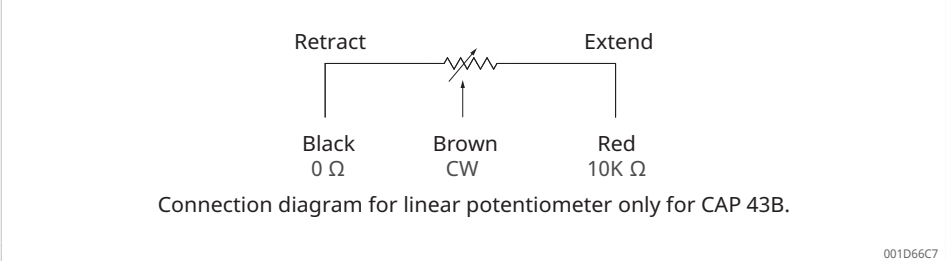 Retract Extend
Black Brown Red
0 Ω CW 10K Ω
Connection diagram for linear potentiometer only for CAP 43B.
001D66C7